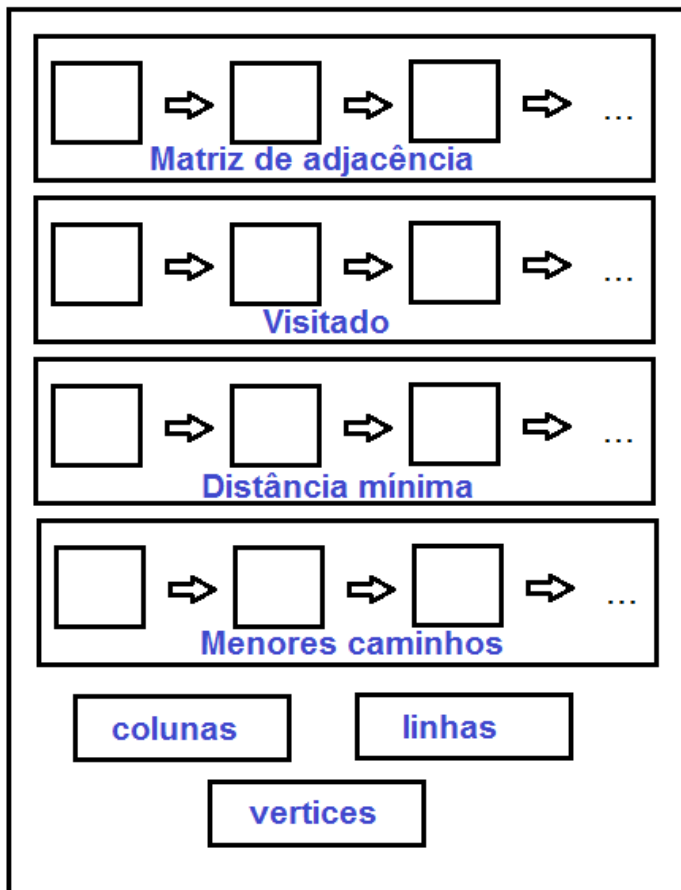 ...
Matriz de adjacência
...
Visitado
...
Distância mínima
...
Menores caminhos
colunas linhas
vertices